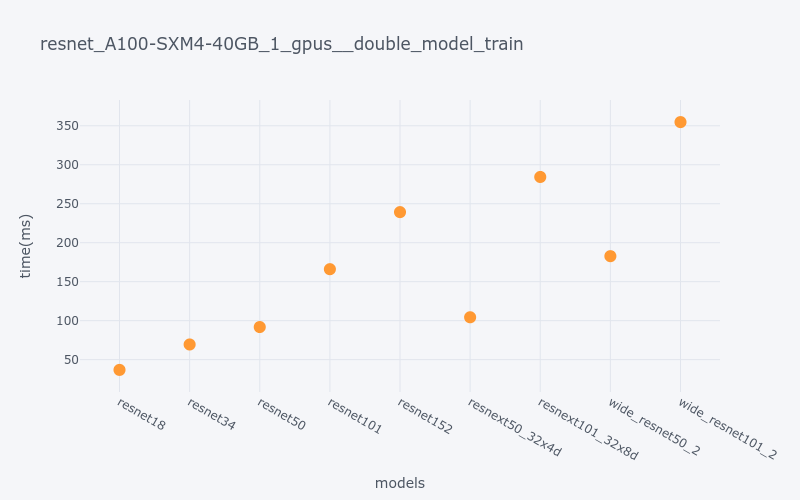 resnet_A100-SXM4-40GB_1_gpus__double_model_train
time(ms)
350
300
250
200
150
100
50
resnet18
resnet34
resnet50
resnet101
resnet152
resnext50_32x4d
resnext101_32x8d
wide_resnet50_2
wide_resnet101_2
models